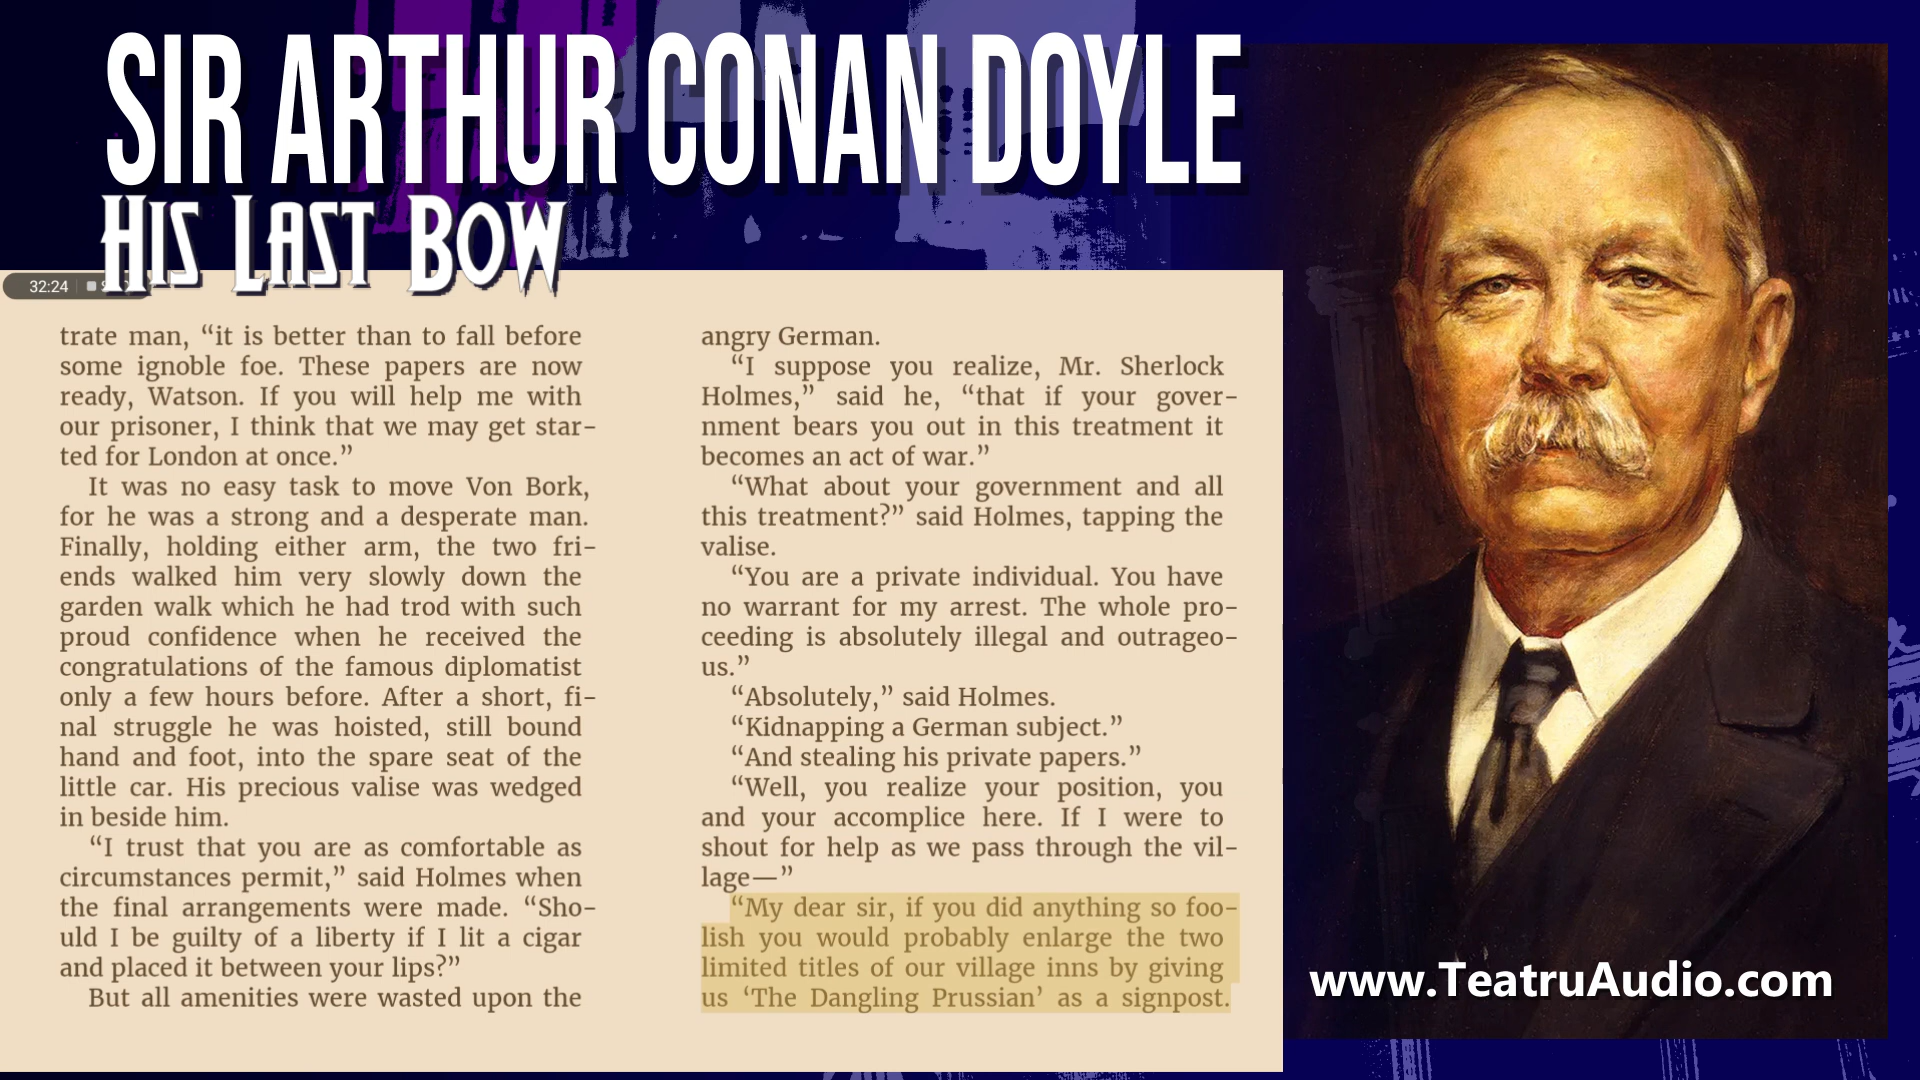 SIR ARTHUR CONAN DOYLE
HIS LAST BOW
32:24
trate man, “it is better than to fall before
some ignoble foe. These papers are now
ready, Watson. If you will help me with
our prisoner, I think that we may get star-
ted for London at once.”
It was no easy task to move Von Bork,
for he was a strong and a desperate man.
Finally, holding either arm, the two fri-
ends walked him very slowly down the
garden walk which he had trod with such
proud confidence when he received the
congratulations of the famous diplomatist
only a few hours before. After a short, fi-
nal struggle he was hoisted, still bound
hand and foot, into the spare seat of the
little car. His precious valise was wedged
in beside him.
“I trust that you are as comfortable as
circumstances permit,” said Holmes when
the final arrangements were made. “Sho-
uld I be guilty of a liberty if I lit a cigar
and placed it between your lips?”
But all amenities were wasted upon the
angry German.
“I suppose you realize, Mr. Sherlock
Holmes,” said he, “that if your gover-
nment bears you out in this treatment it
becomes an act of war.”
“What about your government and all
this treatment?” said Holmes, tapping the
valise.
“You are a private individual. You have
no warrant for my arrest. The whole pro-
ceeding is absolutely illegal and outrageo-
us.”
“Absolutely,” said Holmes.
“Kidnapping a German subject.”
“And stealing his private papers.”
“Well, you realize your position, you
and your accomplice here. If I were to
shout for help as we pass through the vil-
lage—”
“My dear sir, if you did anything so foo-
lish you would probably enlarge the two
limited titles of our village inns by giving
us ‘The Dangling Prussian’ as a signpost.
www.TeatruAudio.com